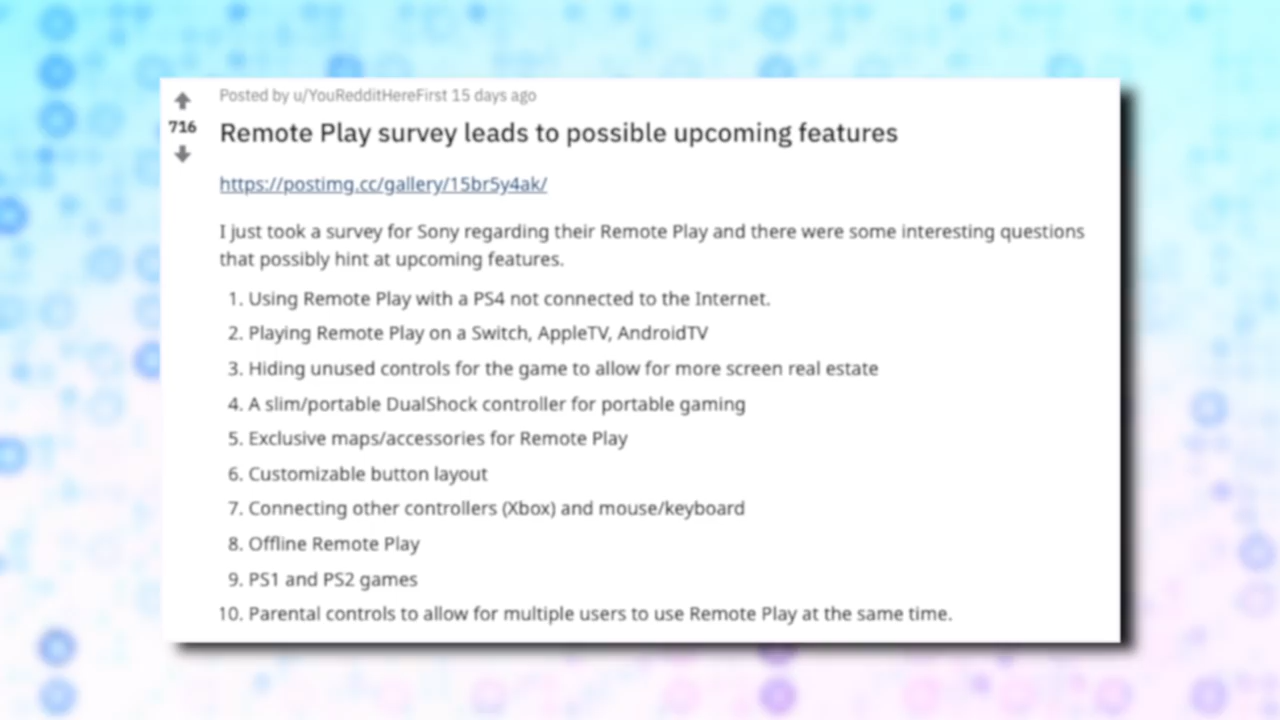 Posted by u/YouRedditHereFirst 15 days ago
716
Remote Play survey leads to possible upcoming features
https://postimg.cc/gallery/15br5y4ak/
I just took a survey for Sony regarding their Remote Play and there were some interesting questions
that possibly hint at upcoming features.
1. Using Remote Play with a PS4 not connected to the Internet.
2. Playing Remote Play on a Switch, AppleTV, AndroidTV
3. Hiding unused controls for the game to allow for more screen real estate
4. A slim/portable DualShock controller for portable gaming
5. Exclusive maps/accessories for Remote Play
6. Customizable button layout
7. Connecting other controllers (Xbox) and mouse/keyboard
8. Offline Remote Play
9. PS1 and PS2 games
10. Parental controls to allow for multiple users to use Remote Play at the same time.